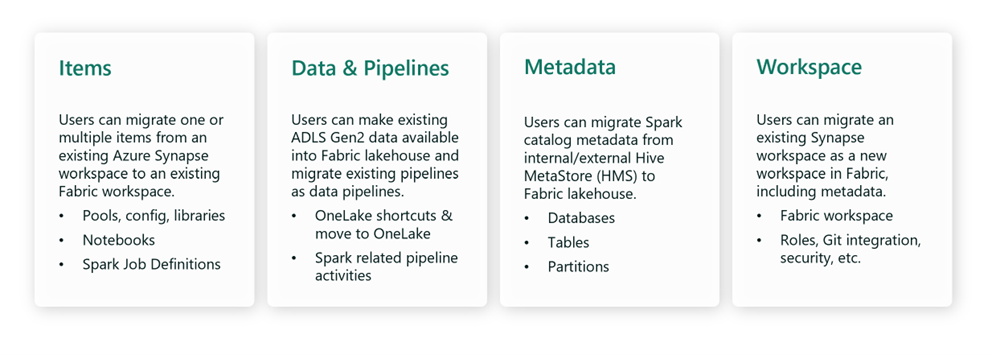 Items
Users can migrate one or
multiple items from an
existing Azure Synapse
workspace to an existing
Fabric workspace.
• Pools, config, libraries
• Notebooks
• Spark Job Definitions
Data & Pipelines
Users can make existing
ADLS Gen2 data available
into Fabric lakehouse and
migrate existing pipelines
as data pipelines.
• OneLake shortcuts &
move to OneLake
• Spark related pipeline
activities
Metadata
Users can migrate Spark
catalog metadata from
internal/external Hive
MetaStore (HMS) to
Fabric lakehouse.
• Databases
• Tables
• Partitions
Workspace
Users can migrate an
existing Synapse
workspace as a new
workspace in Fabric,
including metadata.
• Fabric workspace
• Roles, Git integration,
security, etc.